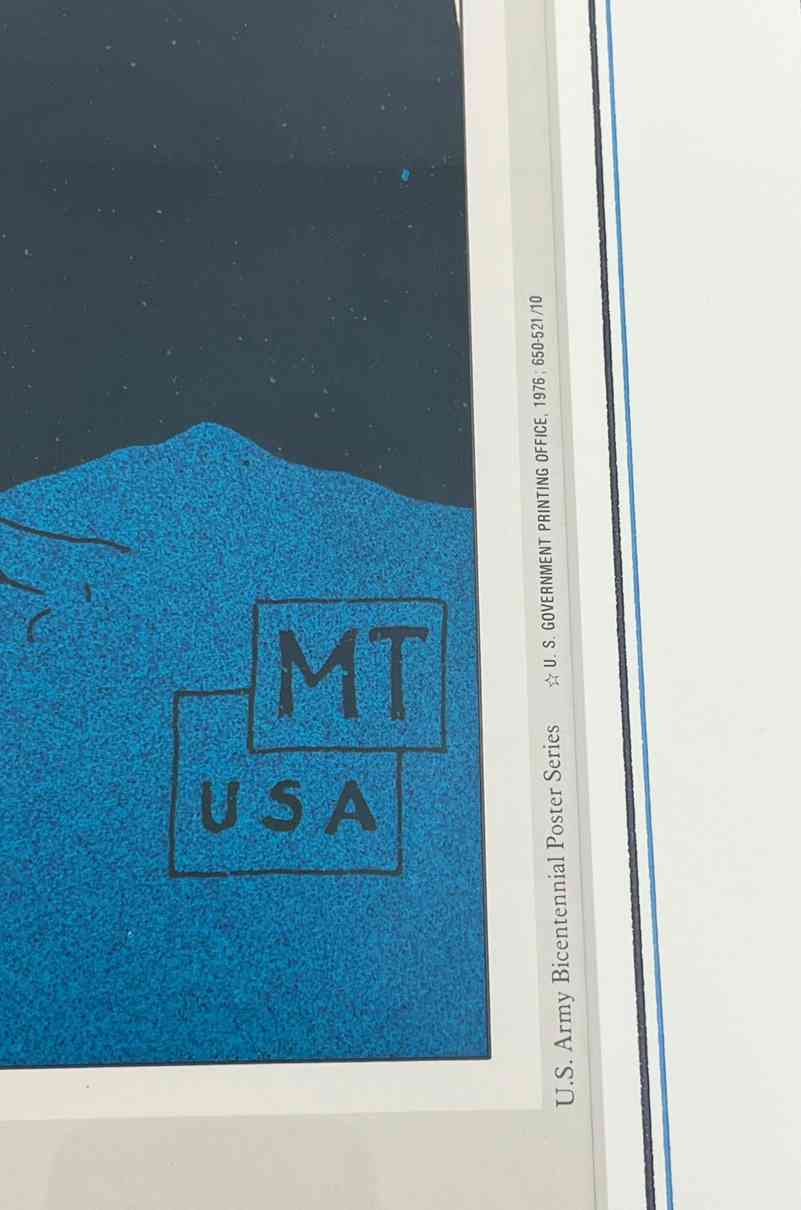 MT
USA
U.S. Army Bicentennial Poster Series ☆ U. S. GOVERNMENT PRINTING OFFICE, 1976; 650-521/10